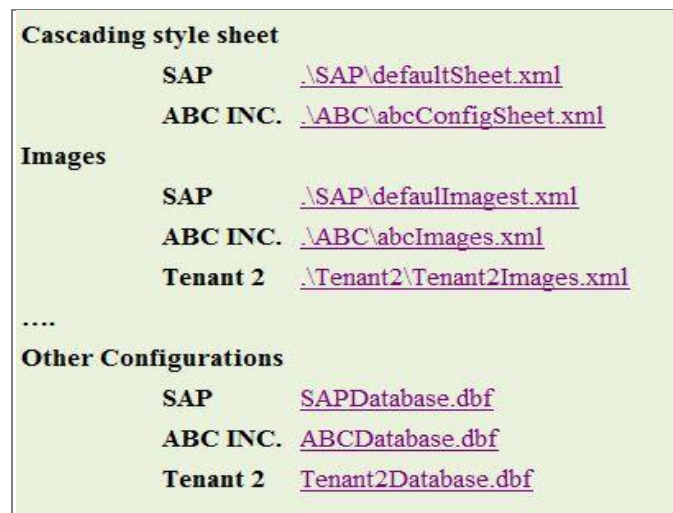 Cascading style sheet
SAP .\SAP\defaultSheet.xml
ABC INC. .\ABC\abcConfigSheet.xml
Images
SAP .\SAP\defaulImagest.xml
ABC INC. .\ABC\abcImages.xml
Tenant 2 .\Tenant2\Tenant2Images.xml
....
Other Configurations
SAP SAPDatabase.dbf
ABC INC. ABCDatabase.dbf
Tenant 2 Tenant2Database.dbf